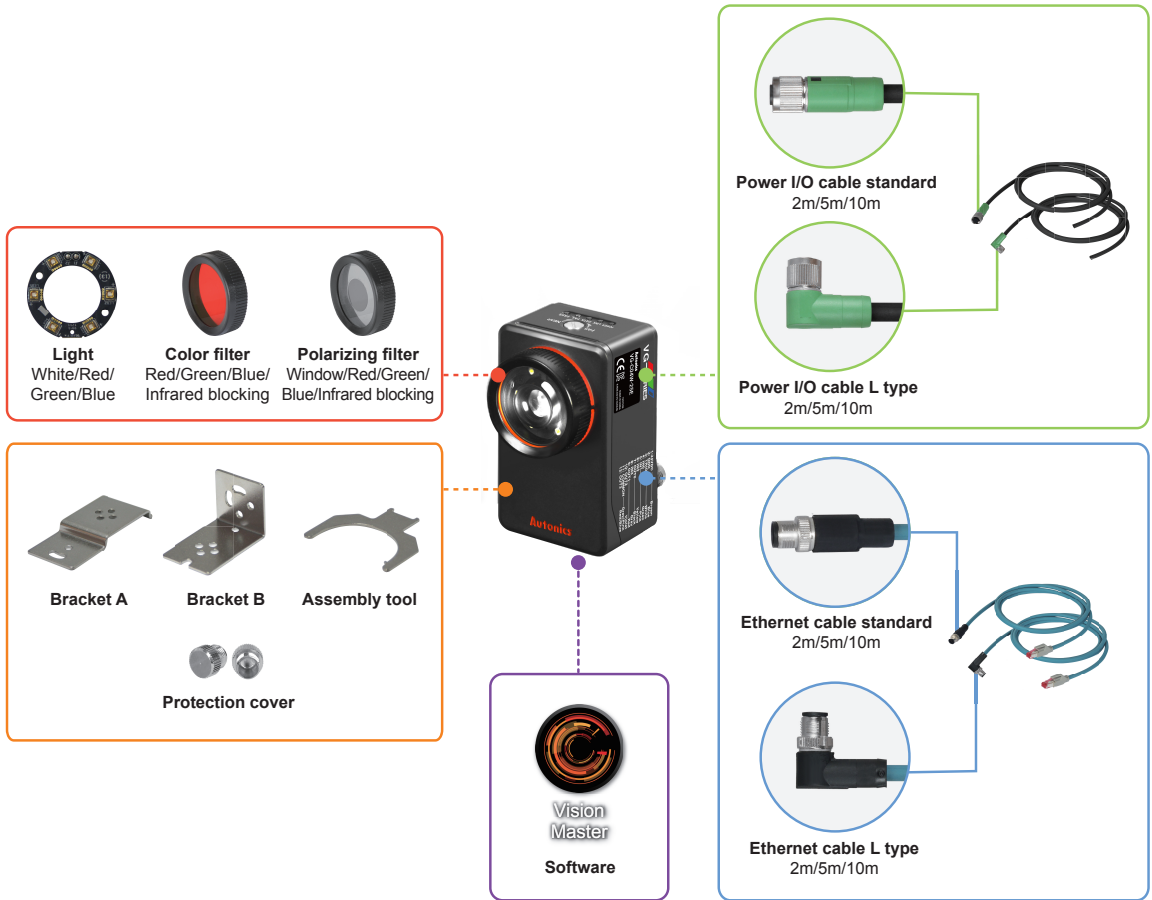 Power I/O cable standard
2m/5m/10m
Power I/O cable L type
2m/5m/10m
Light
White/Red/
Green/Blue
Color filter
Red/Green/Blue/
Infrared blocking
Polarizing filter
Window/Red/Green/
Blue/Infrared blocking
Autonics
Bracket A
Bracket B
Assembly tool
Protection cover
Vision
Master
Software
Ethernet cable standard
2m/5m/10m
Ethernet cable L type
2m/5m/10m